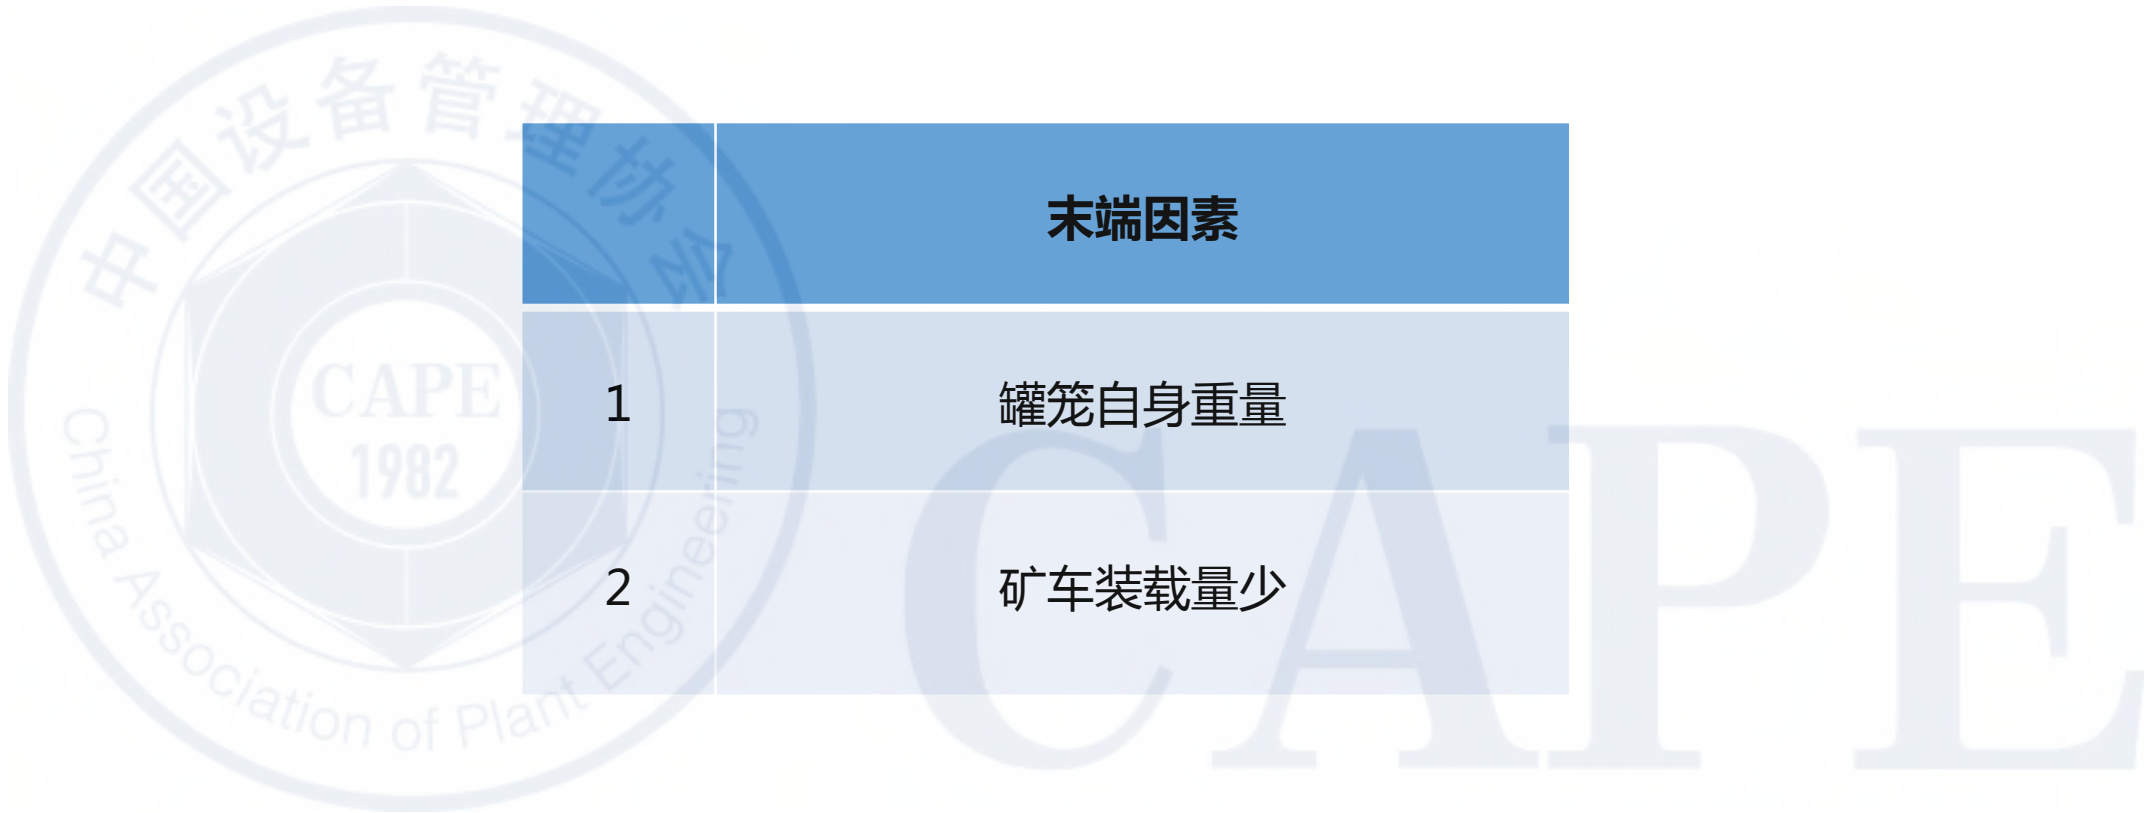 中国设备管理协会
CAPE
1982
China Association of Plant Engineering
CAPE
末端因素
1 罐笼自身重量
2 矿车装载量少